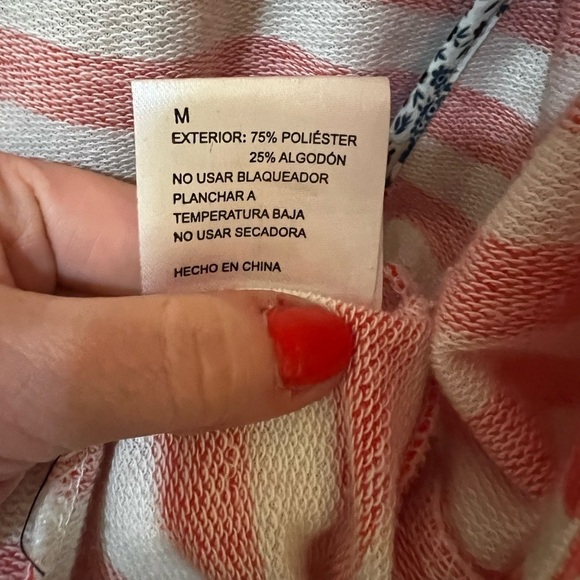 M
EXTERIOR: 75% POLIÉSTER
25% ALGODÓN
NO USAR BLAQUEADOR
PLANCHAR A
TEMPERATURA BAJA
NO USAR SECADORA
HECHO EN CHINA